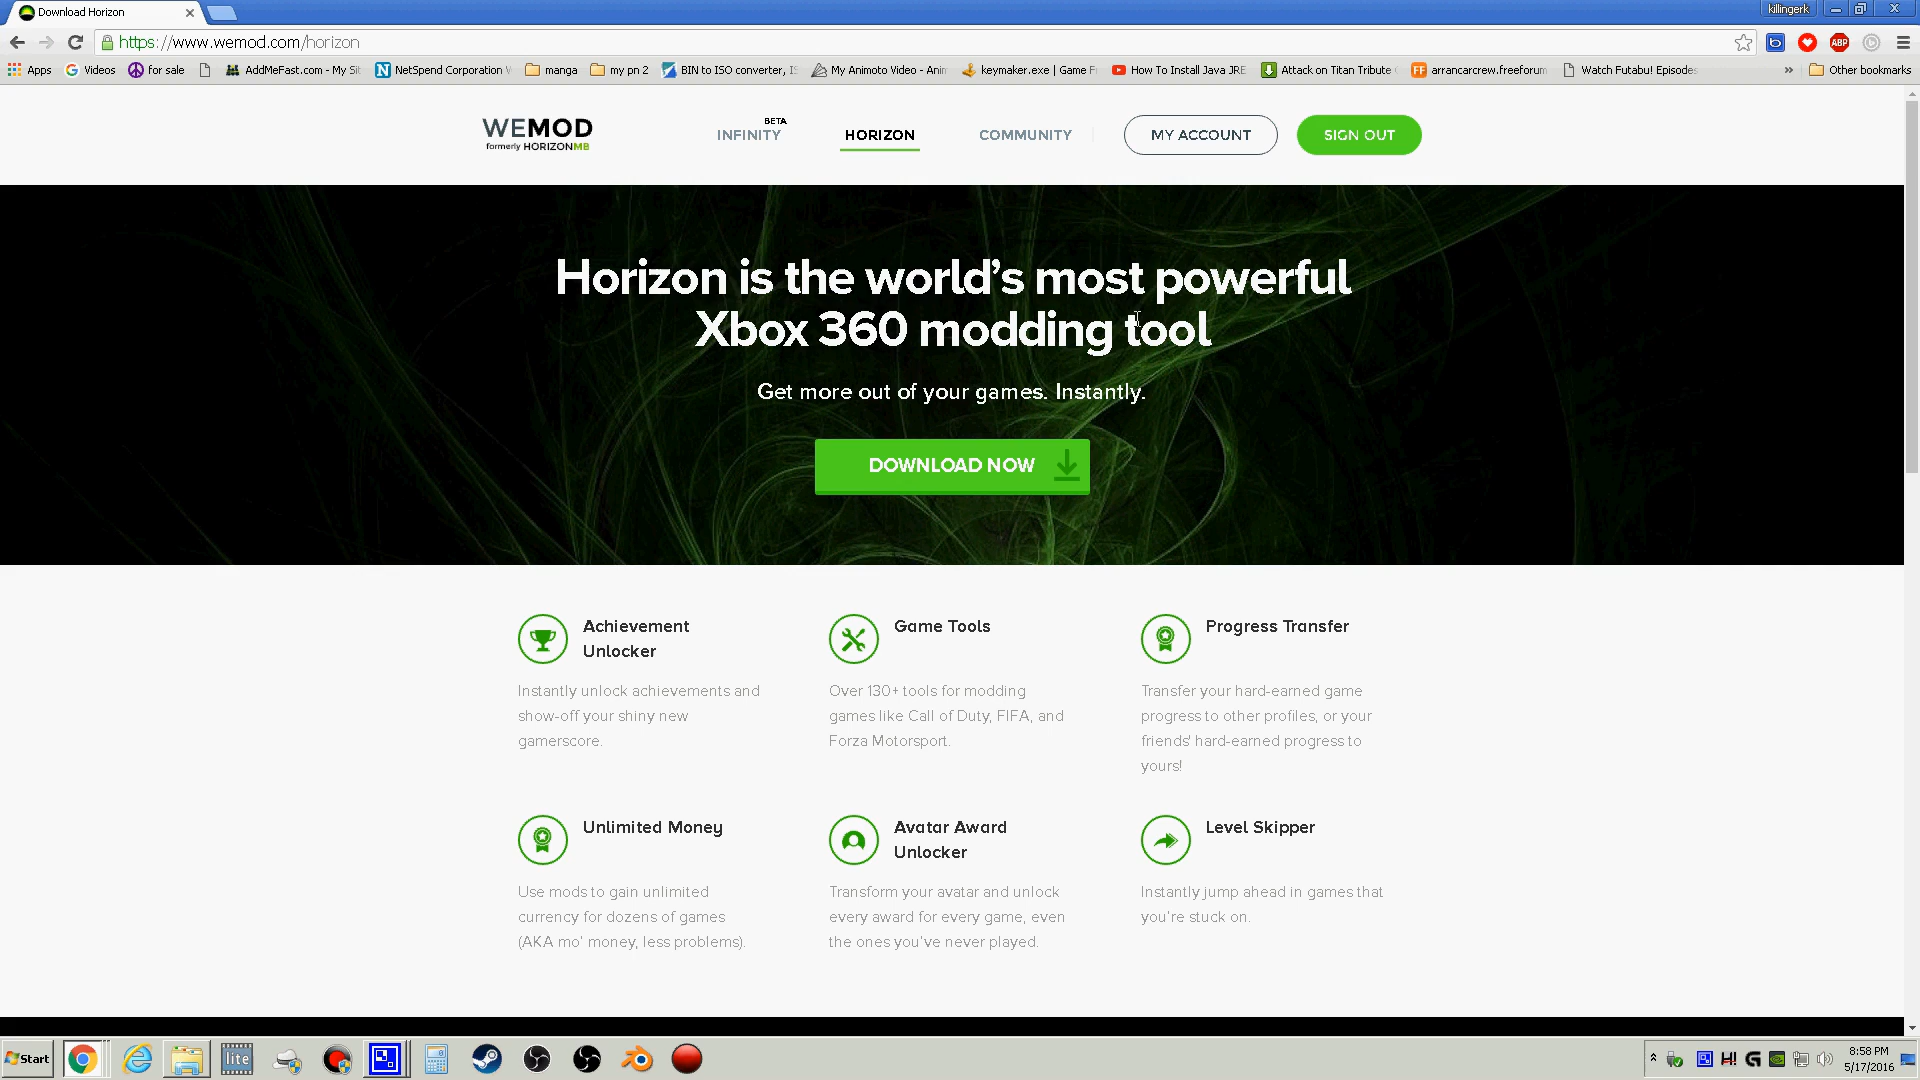 Download Horizon
killingerk
https://www.wemod.com/horizon
ABP
Apps
Videos
for sale
AddMeFast.com - My Sit
NetSpend Corporation
manga
my pn 2
BIN to ISO converter, IS
My Animoto Video - Anim
keymaker.exe | Game F
How To Install Java JRE
Attack on Titan Tribute
FF
arrancarcrew.freeforum
Watch Futabu! Episodes
Other bookmarks
WEMOD
formerly HORIZONMB
INFINITY
BETA
HORIZON
COMMUNITY
MY ACCOUNT
SIGN OUT
Horizon is the world's most powerful
Xbox 360 modding tool
Get more out of your games. Instantly.
DOWNLOAD NOW
Achievement
Unlocker
Instantly unlock achievements and
show-off your shiny new
gamerscore.
Game Tools
Over 130+ tools for modding
games like Call of Duty, FIFA, and
Forza Motorsport.
Progress Transfer
Transfer your hard-earned game
progress to other profiles, or your
friends' hard-earned progress to
yours!
Unlimited Money
Use mods to gain unlimited
currency for dozens of games
(AKA mo' money, less problems).
Avatar Award
Unlocker
Transform your avatar and unlock
every award for every game, even
the ones you've never played.
Level Skipper
Instantly jump ahead in games that
you're stuck on.
Start
lite
8:58 PM
5/17/2016